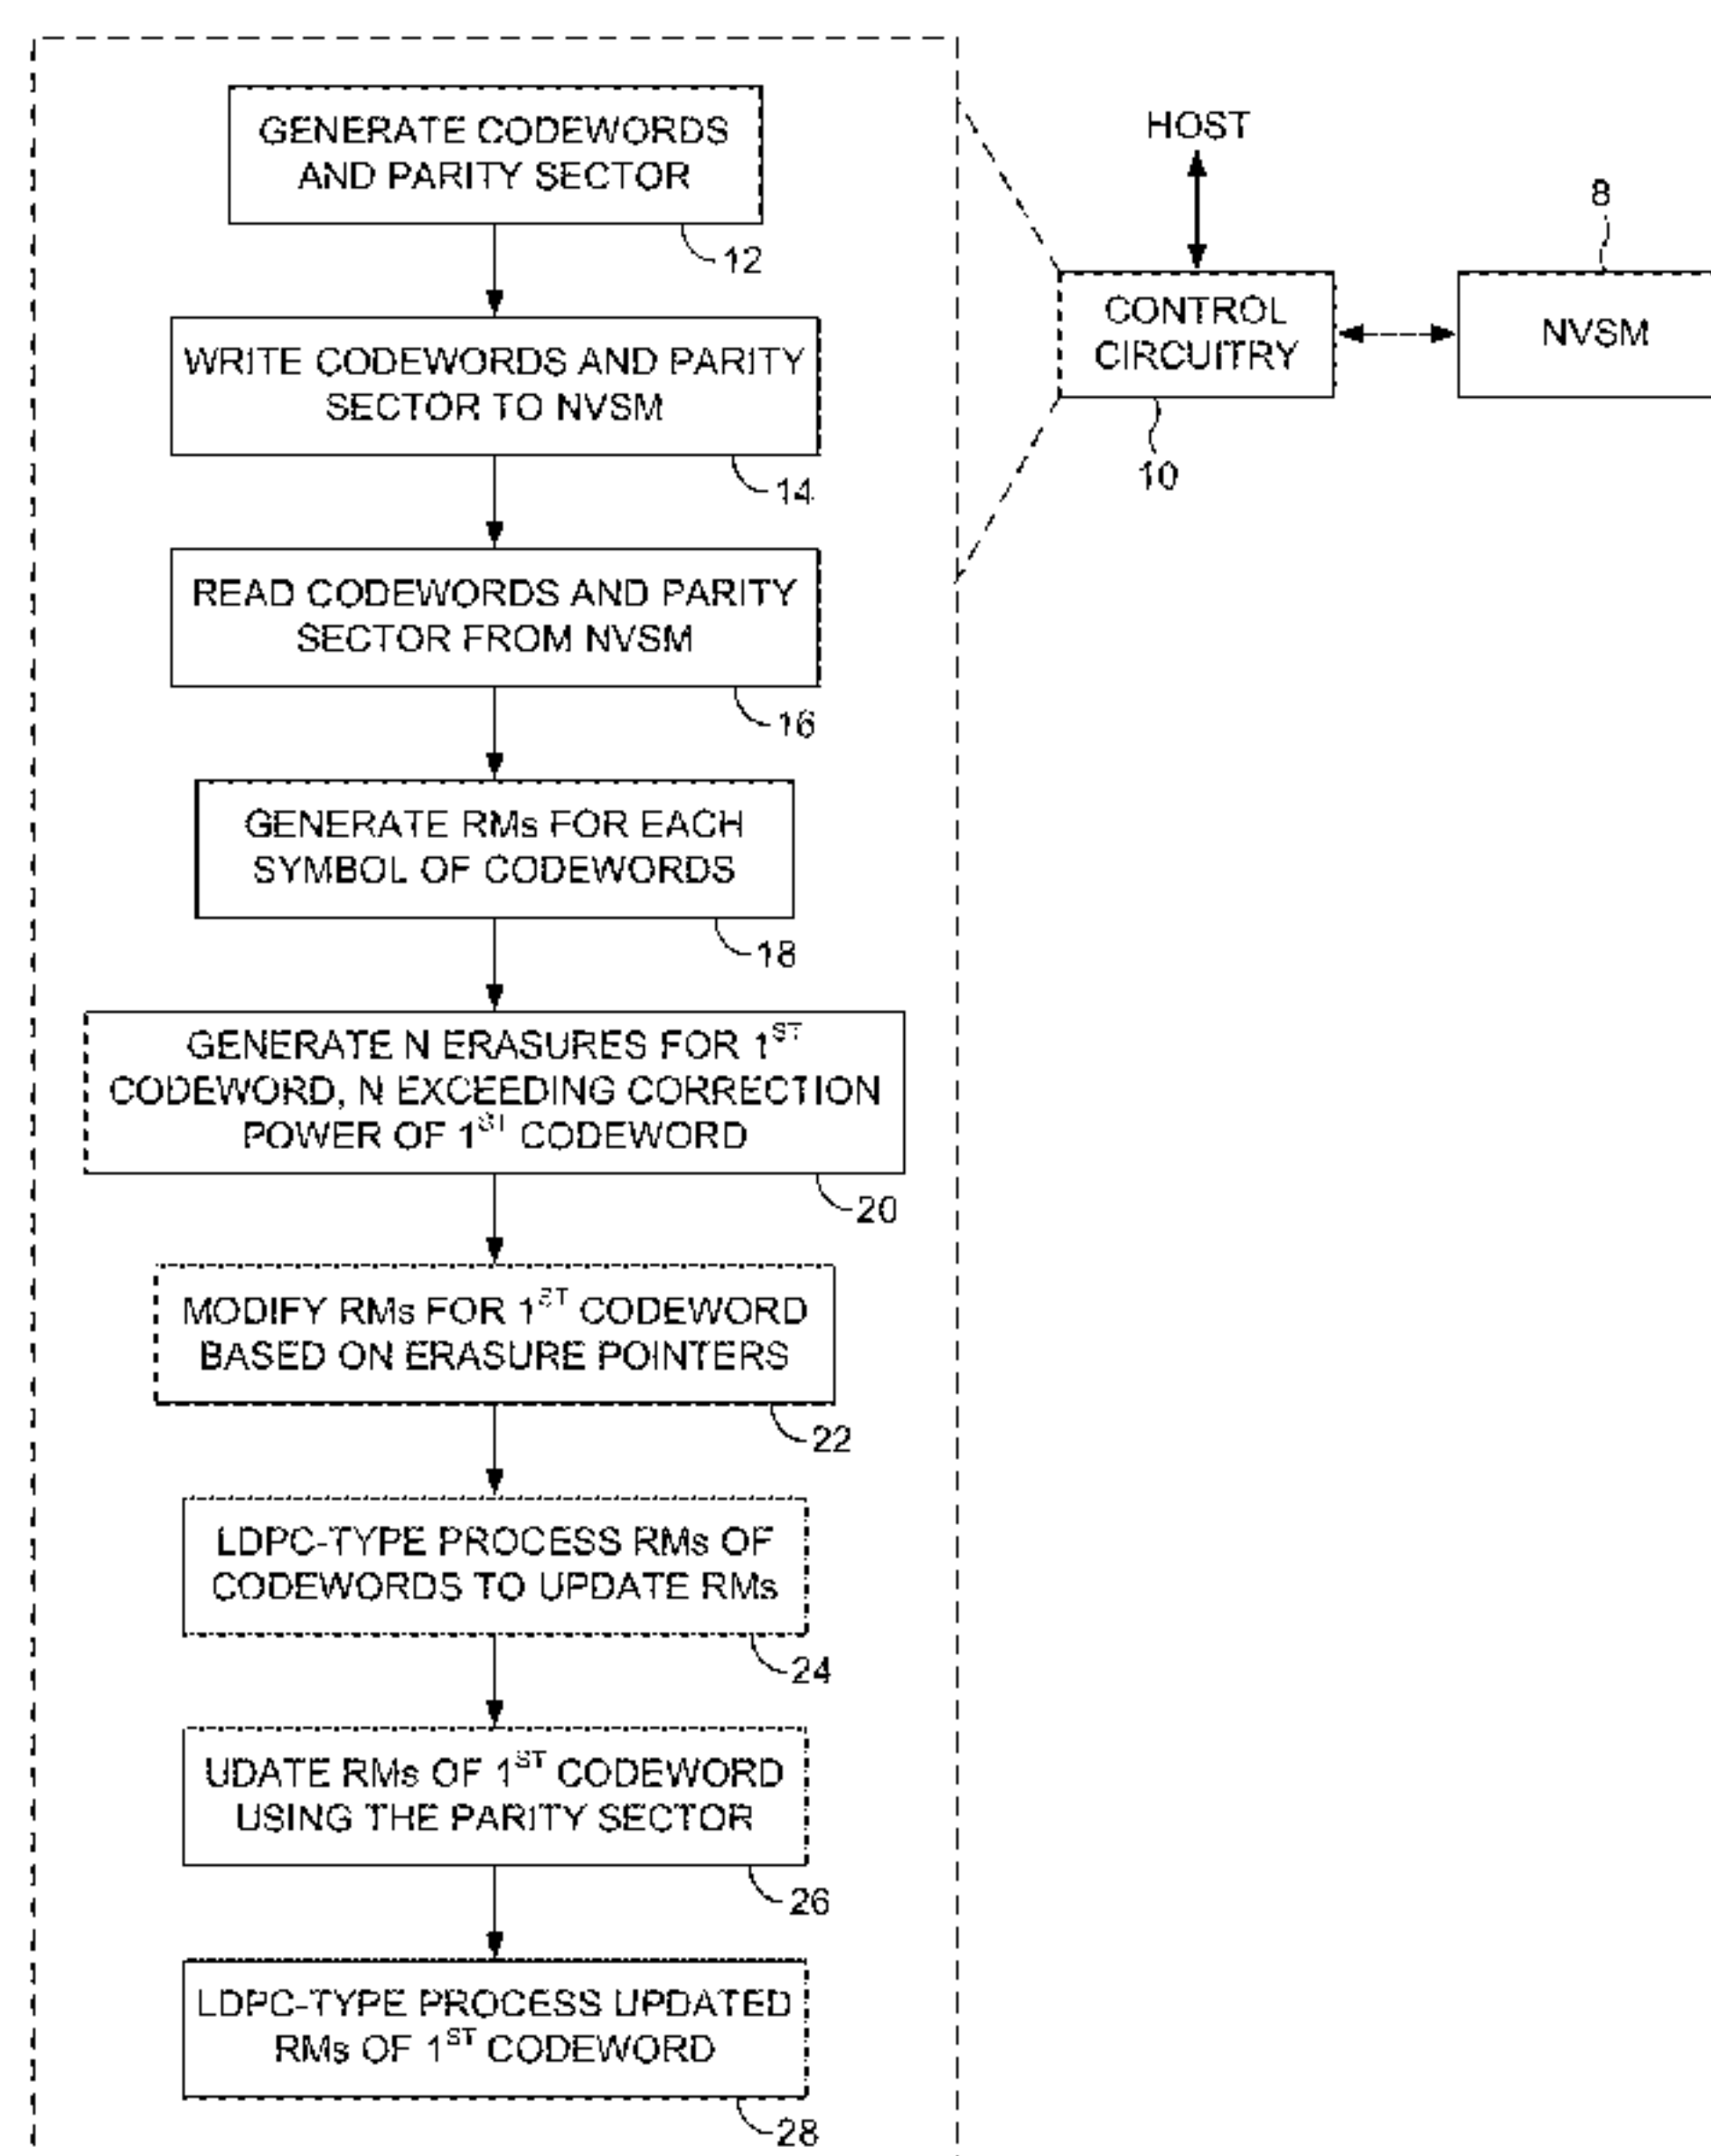 GENERATE CODEWORDS
AND PARITY SECTOR
12
WRITE CODEWORDS AND PARITY
SECTOR TO NVSM
14
READ CODEWORDS AND PARITY
SECTOR FROM NVSM
16
GENERATE RMs FOR EACH
SYMBOL OF CODEWORDS
18
GENERATE N ERASURES FOR 1ST
CODEWORD, N EXCEEDING CORRECTION
POWER OF 1ST CODEWORD
20
MODIFY RMs FOR 1ST CODEWORD
BASED ON ERASURE POINTERS
22
LDPC-TYPE PROCESS RMs OF
CODEWORDS TO UPDATE RMs
24
UDATE RMs OF 1ST CODEWORD
USING THE PARITY SECTOR
26
LDPC-TYPE PROCESS UPDATED
RMs OF 1ST CODEWORD
28
HOST
CONTROL
CIRCUITRY
10
8
NVSM